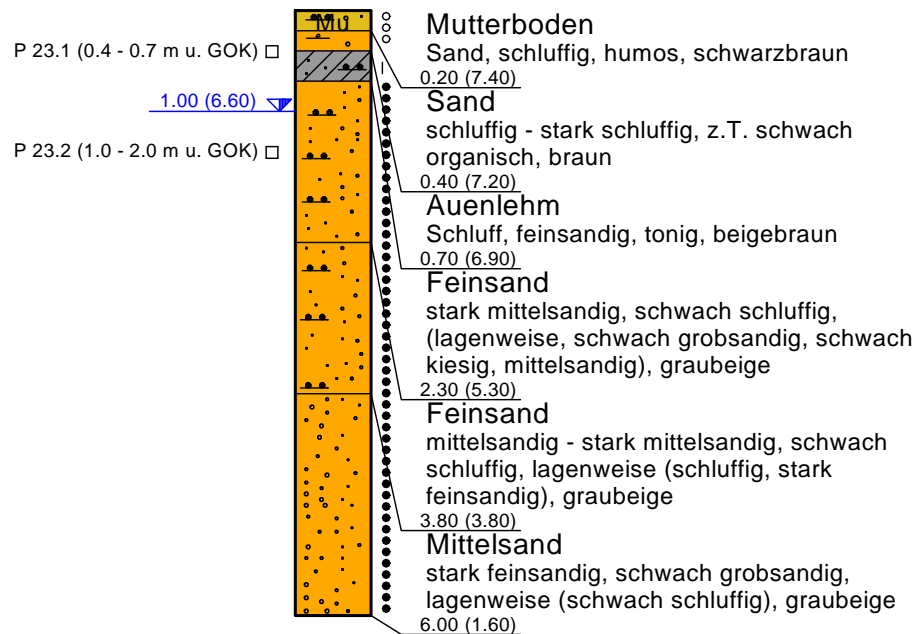 Mu
P 23.1 (0.4 - 0.7 m u. GOK)
1.00 (6.60)
P 23.2 (1.0 - 2.0 m u. GOK)
Mutterboden
Sand, schluffig, humos, schwarzbraun
0.20 (7.40)
Sand
schluffig - stark schluffig, z.T. schwach
organisch, braun
0.40 (7.20)
Auenlehm
Schluff, feinsandig, tonig, beigebraun
0.70 (6.90)
Feinsand
stark mittelsandig, schwach schluffig,
(lagenweise, schwach grobsandig, schwach
kiesig, mittelsandig), graubeige
2.30 (5.30)
Feinsand
mittelsandig - stark mittelsandig, schwach
schluffig, lagenweise (schluffig, stark
feinsandig), graubeige
3.80 (3.80)
Mittelsand
stark feinsandig, schwach grobsandig,
lagenweise (schwach schluffig), graubeige
6.00 (1.60)